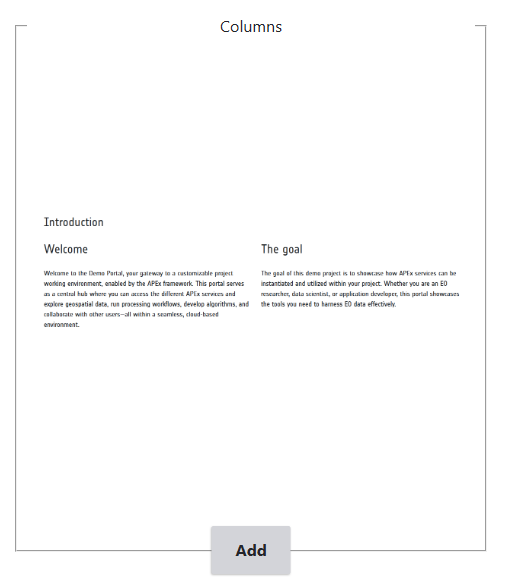 Columns
Introduction
Welcome
Welcome to the Demo Portal, your gateway to a customizable project
working environment, enabled by the APEx framework. This portal serves
as a central hub where you can access the different APEx services and
explore geospatial data, run processing workflows, develop algorithms, and
collaborate with other users—all within a seamless, cloud-based
environment.
The goal
The goal of this demo project is to showcase how APEx services can be
instantiated and utilized within your project. Whether you are an EO
researcher, data scientist, or application developer, this portal showcases
the tools you need to harness EO data effectively.
Add